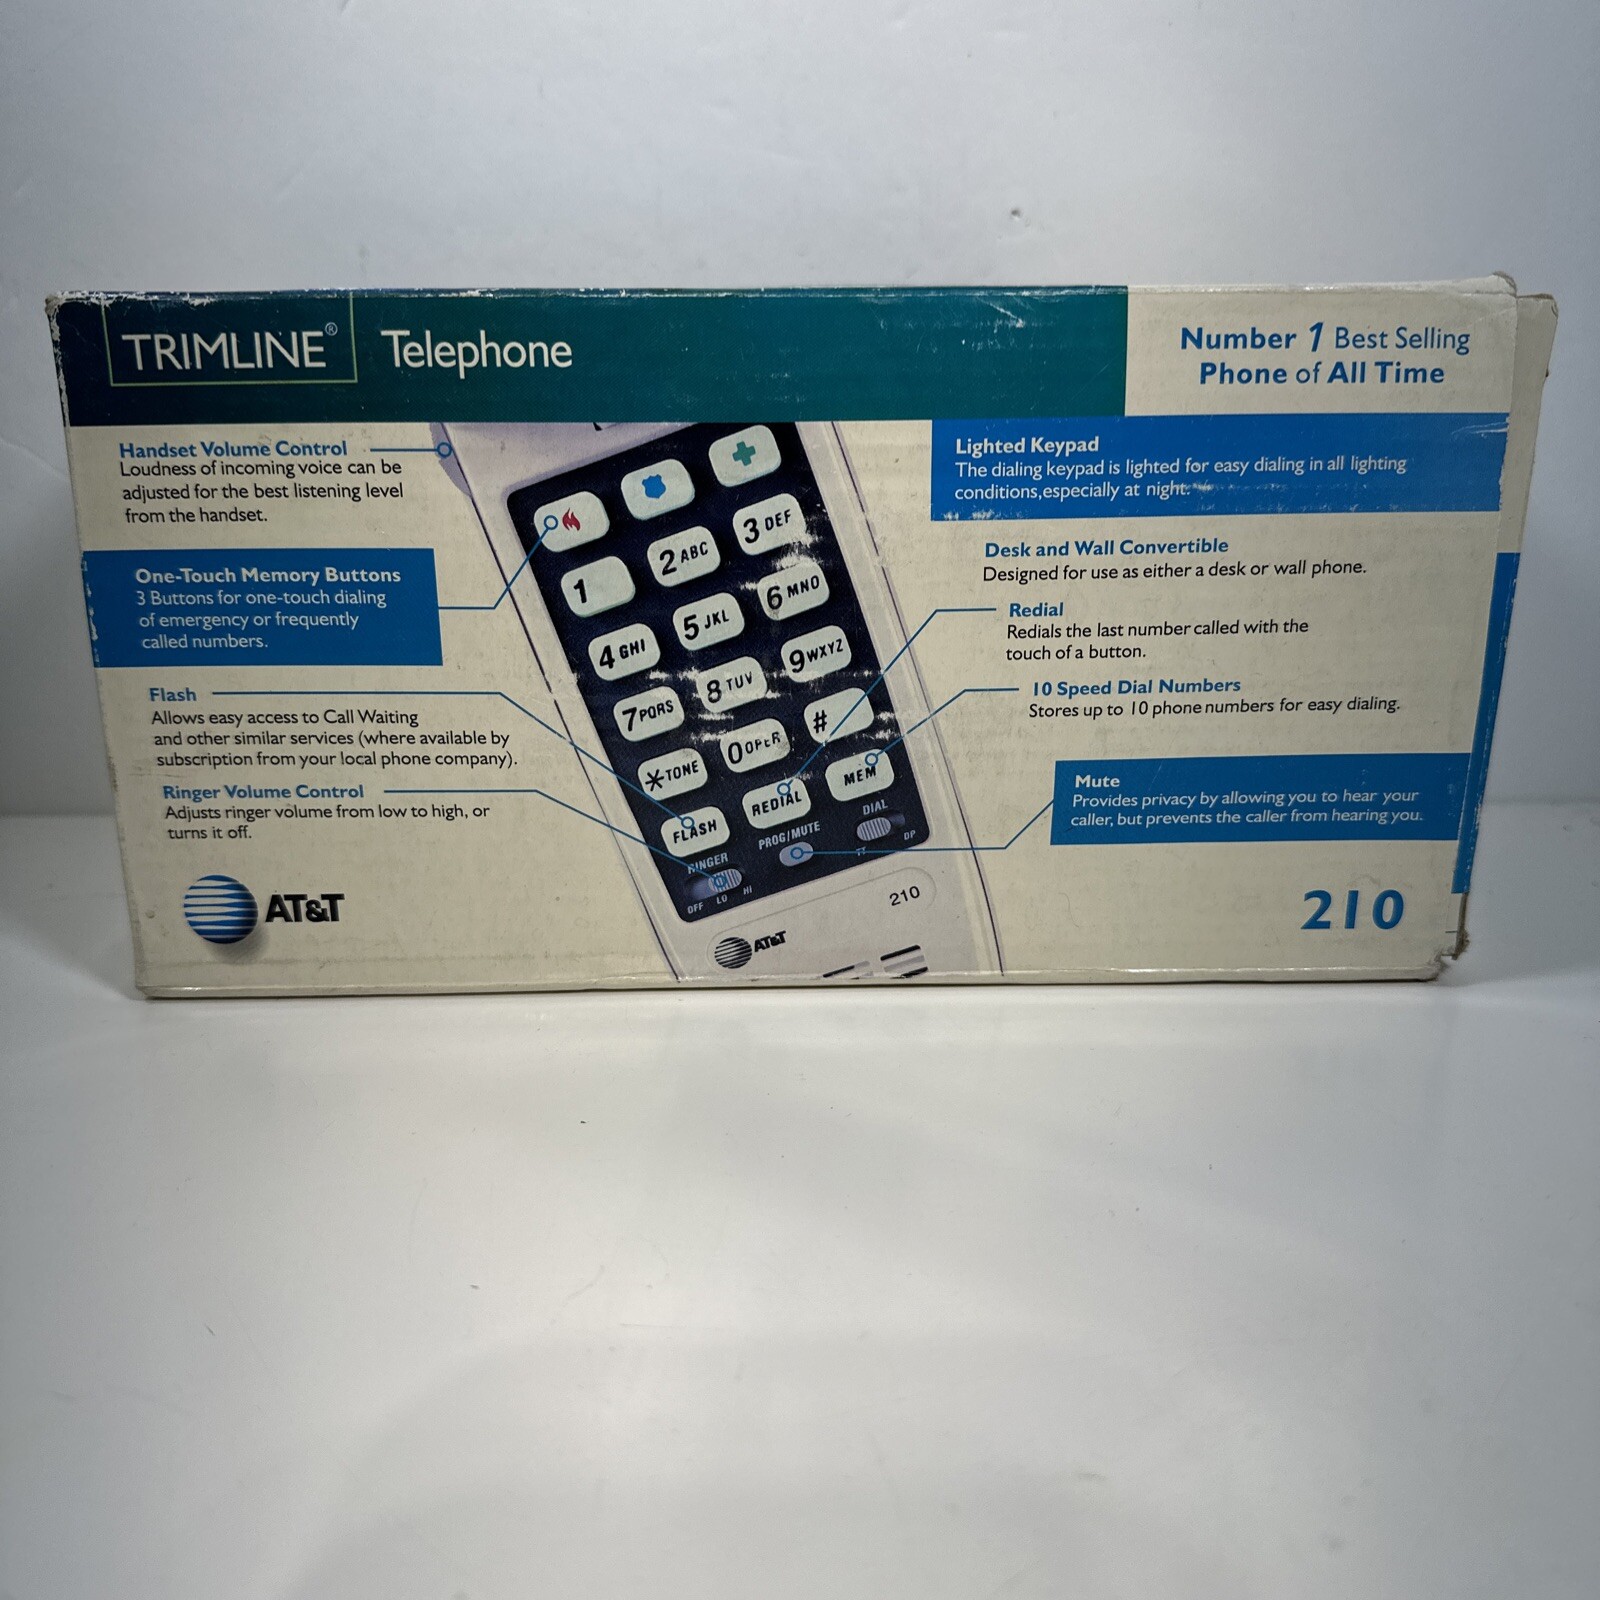 TRIMLINE® Telephone
Number 1 Best Selling
Phone of All Time
Handset Volume Control
Loudness of incoming voice can be
adjusted for the best listening level
from the handset.
One-Touch Memory Buttons
3 Buttons for one-touch dialing
of emergency or frequently
called numbers.
Flash
Allows easy access to Call Waiting
and other similar services (where available by
subscription from your local phone company).
Ringer Volume Control
Adjusts ringer volume from low to high, or
turns it off.
AT&T
1
2 ABC
3 DEF
4 GHI
5 JKL
6 MNO
7 PQRS
8 TUV
9 WXYZ
*TONE
0 OPER
#
FLASH
REDIAL
MEM
RINGER
OFF LO HI
PROG/MUTE
DIAL
TT DP
210
AT&T
Lighted Keypad
The dialing keypad is lighted for easy dialing in all lighting
conditions,especially at night.
Desk and Wall Convertible
Designed for use as either a desk or wall phone.
Redial
Redials the last number called with the
touch of a button.
10 Speed Dial Numbers
Stores up to 10 phone numbers for easy dialing.
Mute
Provides privacy by allowing you to hear your
caller, but prevents the caller from hearing you.
210